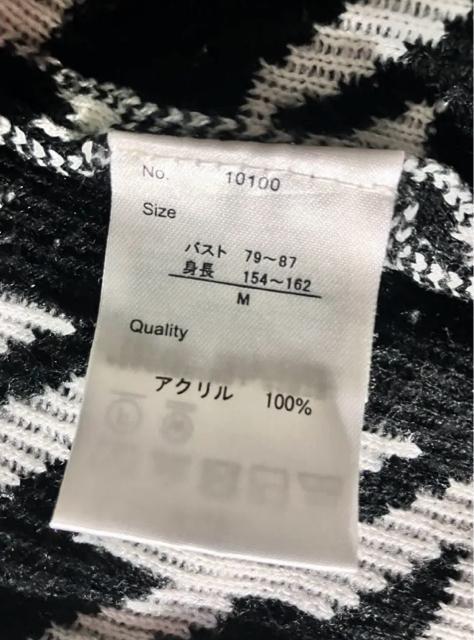 No. 10100
Size
バスト 79～87
身長 154～162
M
Quality
アクリル 100%